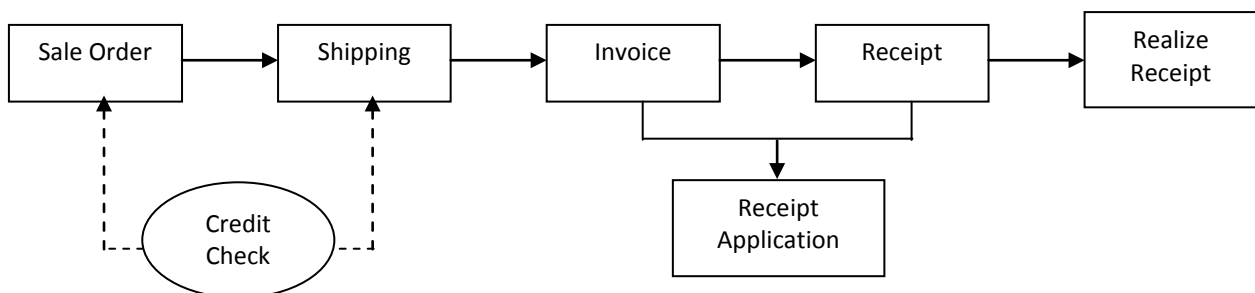 Sale Order
Shipping
Invoice
Receipt
Realize
Receipt
Credit
Check
Receipt
Application